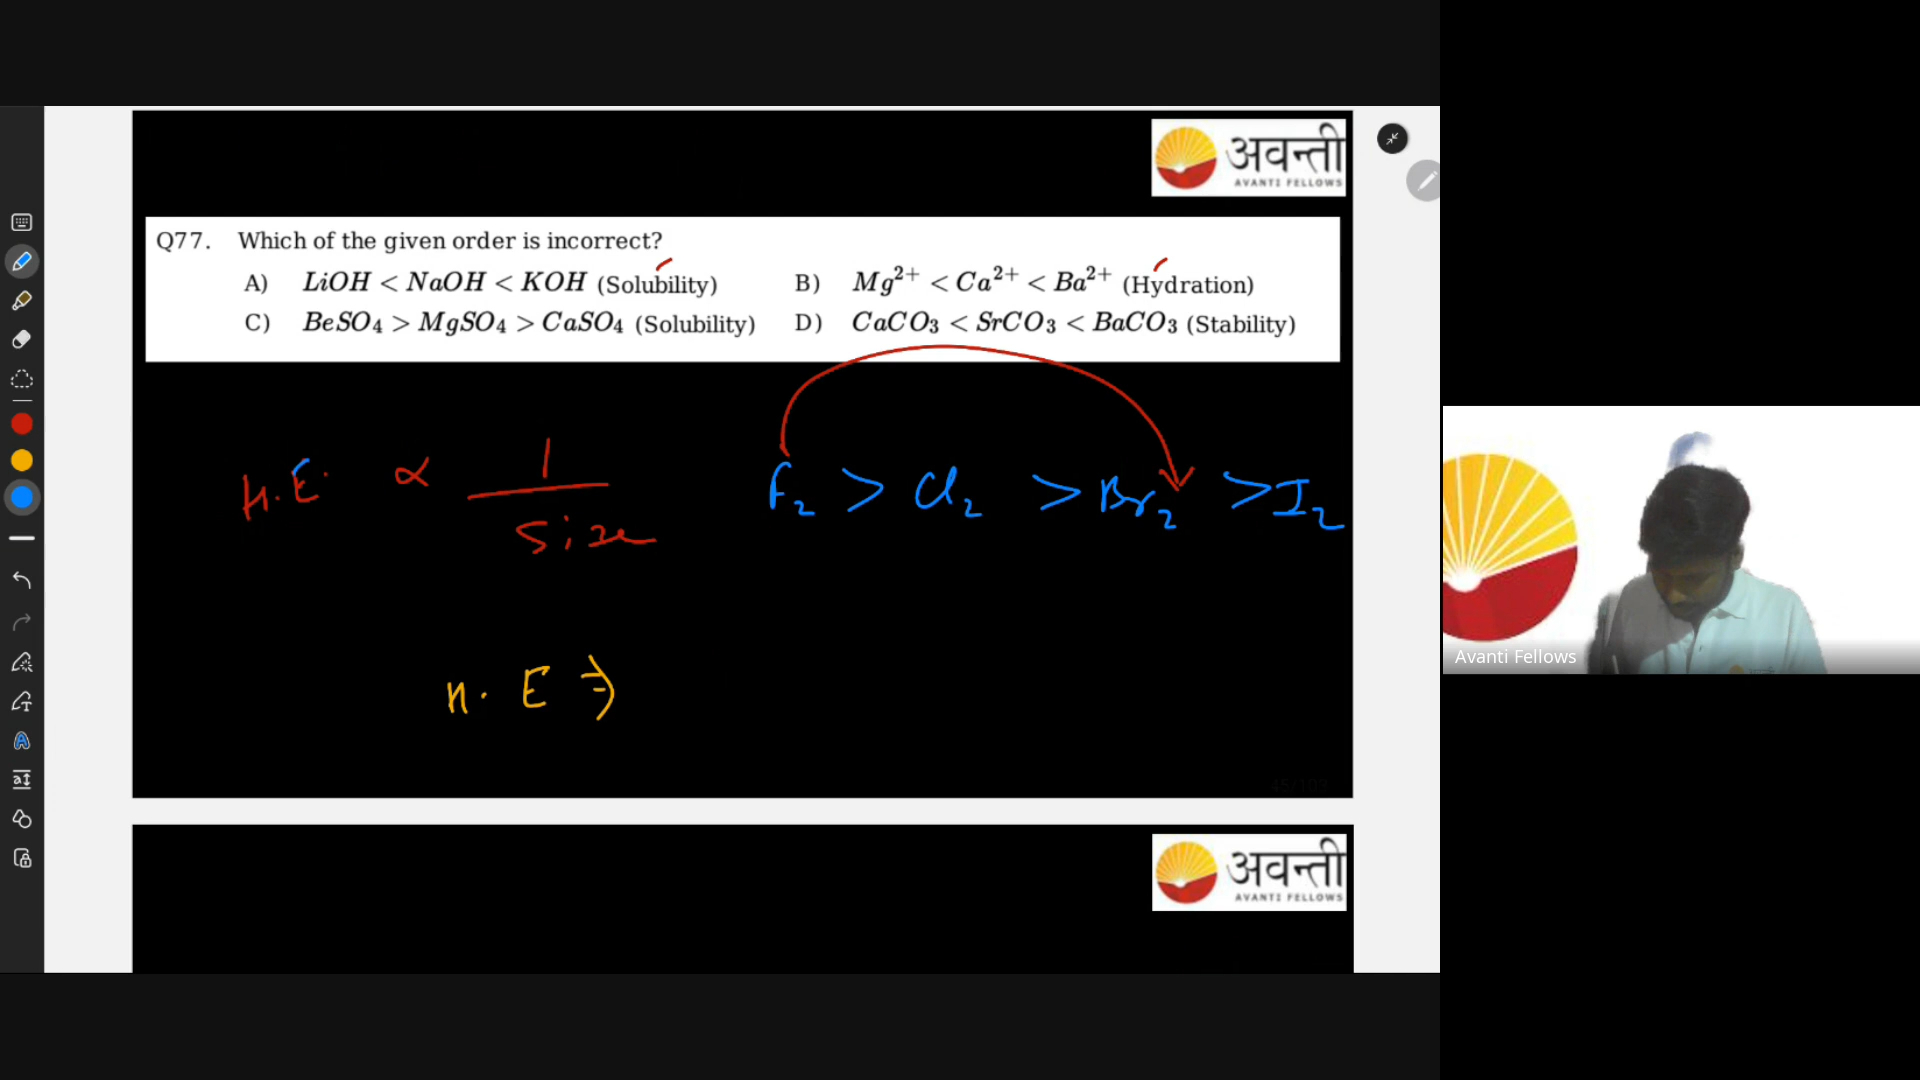 अवन्ती
AVANTI FELLOWS
Q77. Which of the given order is incorrect?
A) LiOH < NaOH < KOH (Solubility) B) Mg²⁺ < Ca²⁺ < Ba²⁺ (Hydration)
C) BeSO₄ > MgSO₄ > CaSO₄ (Solubility) D) CaCO₃ < SrCO₃ < BaCO₃ (Stability)
H.E. ∝ 1/Size
F₂ > Cl₂ > Br₂ > I₂
H. E ⇒
45/109
अवन्ती
AVANTI FELLOWS
Avanti Fellows